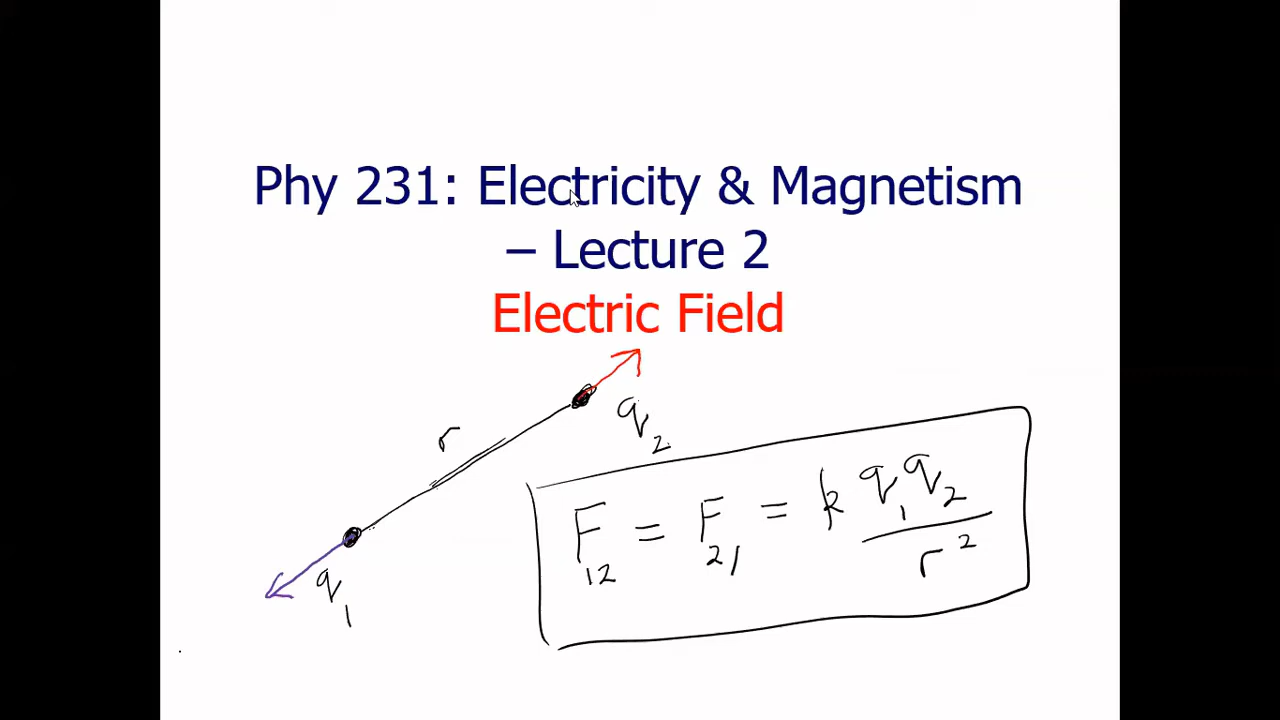 Phy 231: Electricity & Magnetism
– Lecture 2
Electric Field
r
q₂
q₁
F₁₂ = F₂₁ = k q₁q₂ / r²